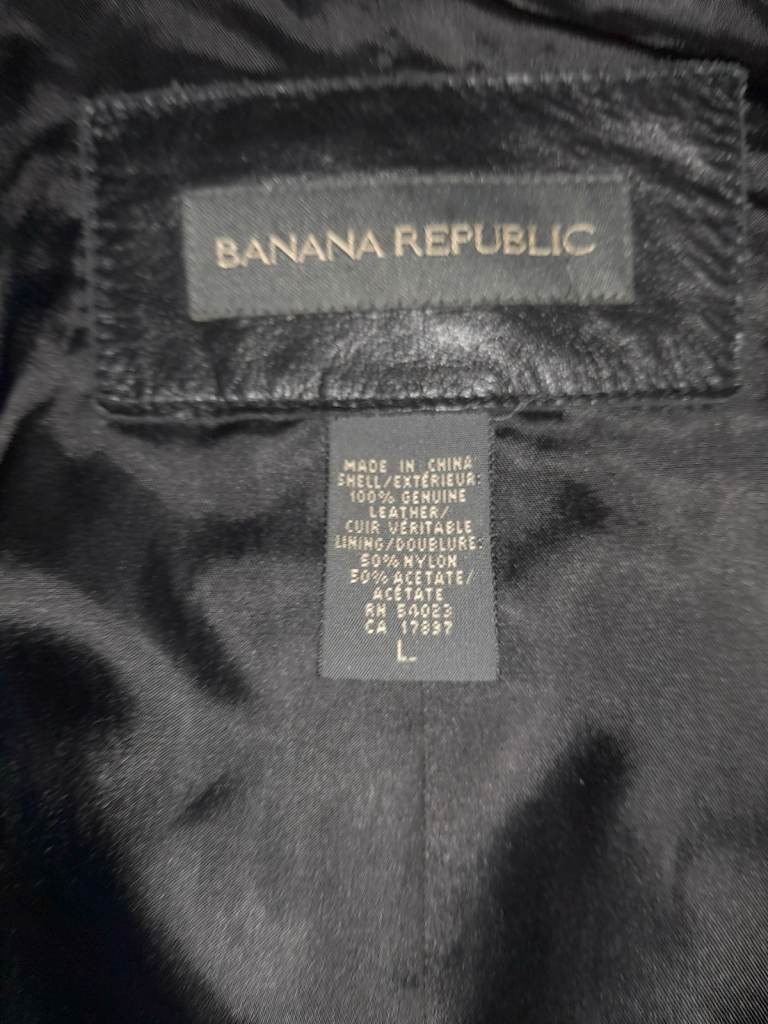 BANANA REPUBLIC
MADE IN CHINA
SHELL/EXTÉRIEUR:
100% GENUINE
LEATHER/
CUIR VÉRITABLE
LINING/DOUBLURE:
50% NYLON
50% ACETATE/
ACÉTATE
RN 54023
CA 17897
L